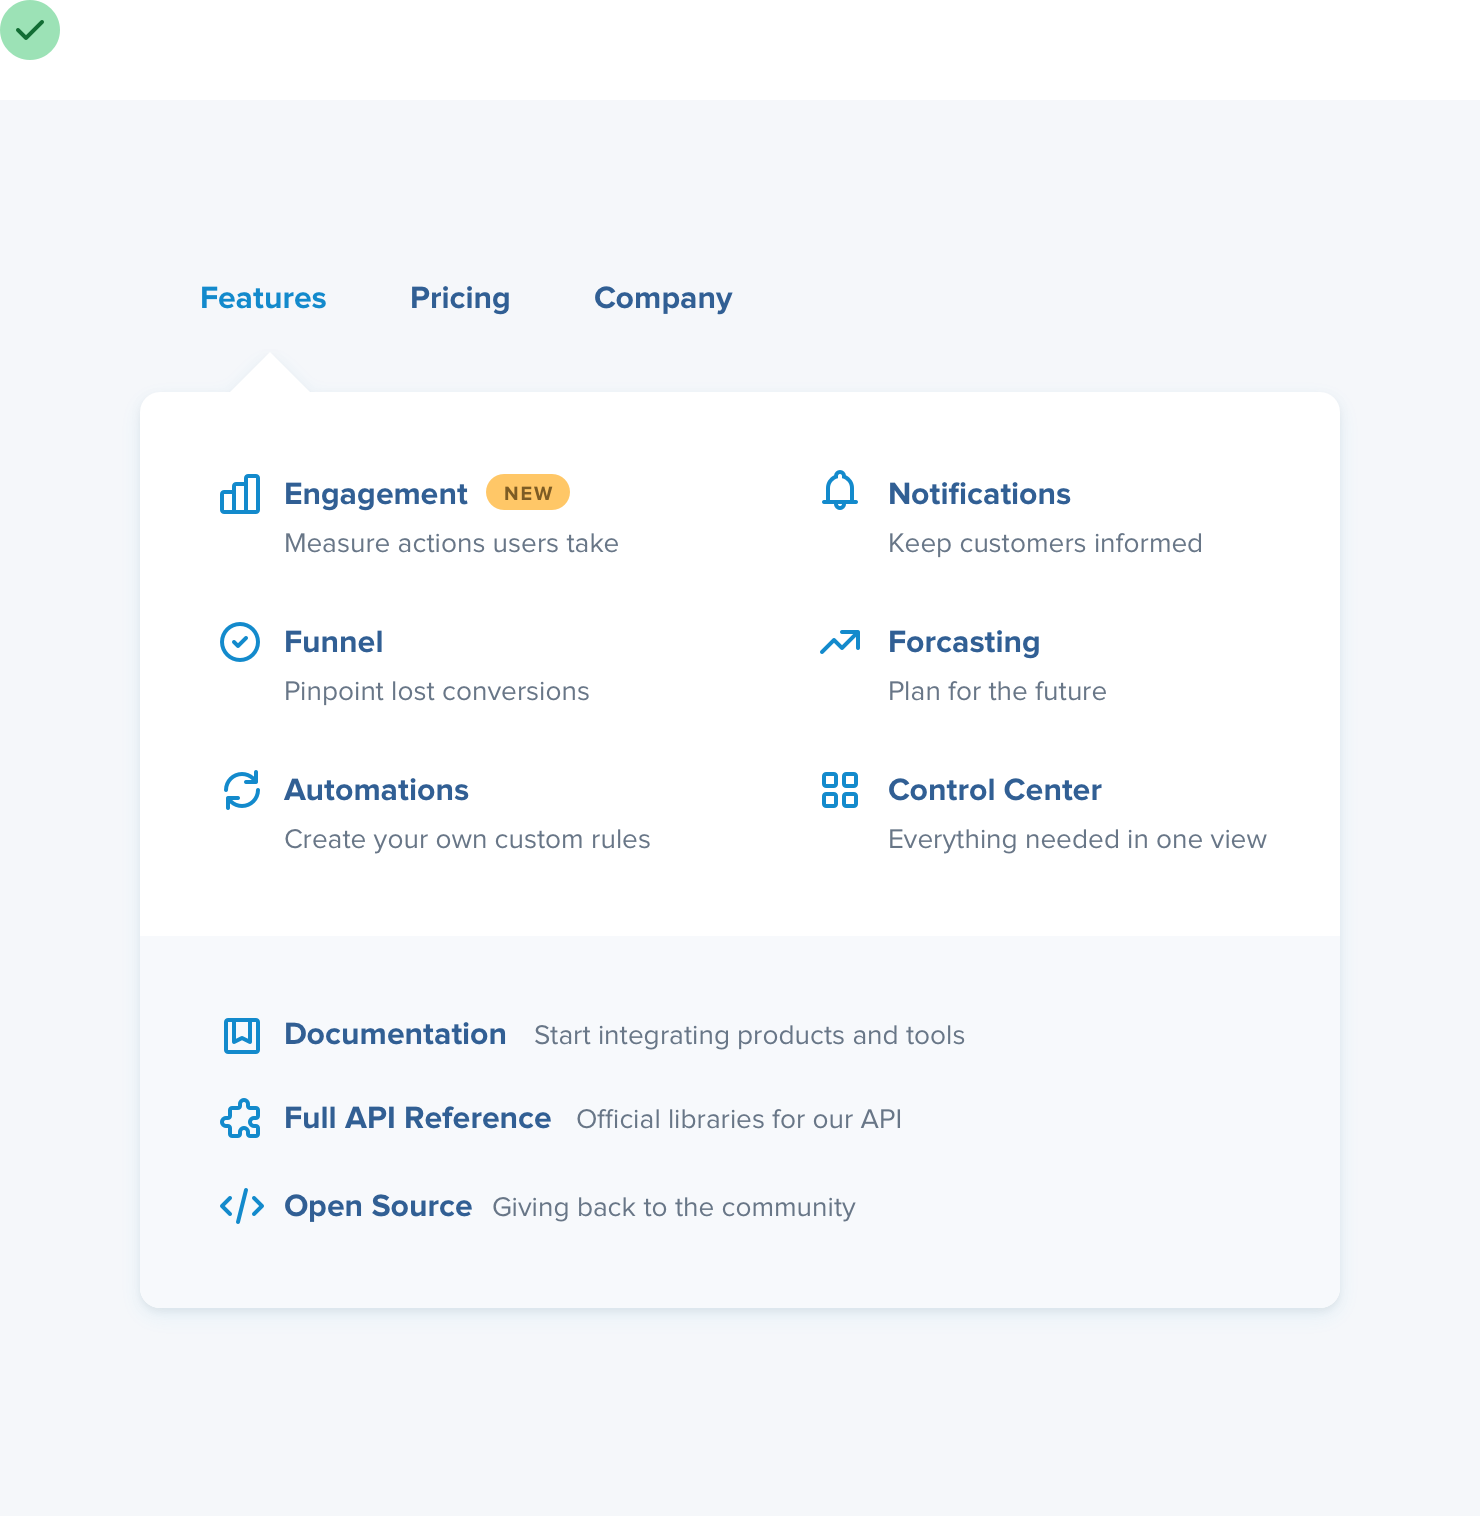 Features Pricing Company
Engagement NEW
Measure actions users take
Notifications
Keep customers informed
Funnel
Pinpoint lost conversions
Forcasting
Plan for the future
Automations
Create your own custom rules
Control Center
Everything needed in one view
Documentation Start integrating products and tools
Full API Reference Official libraries for our API
Open Source Giving back to the community